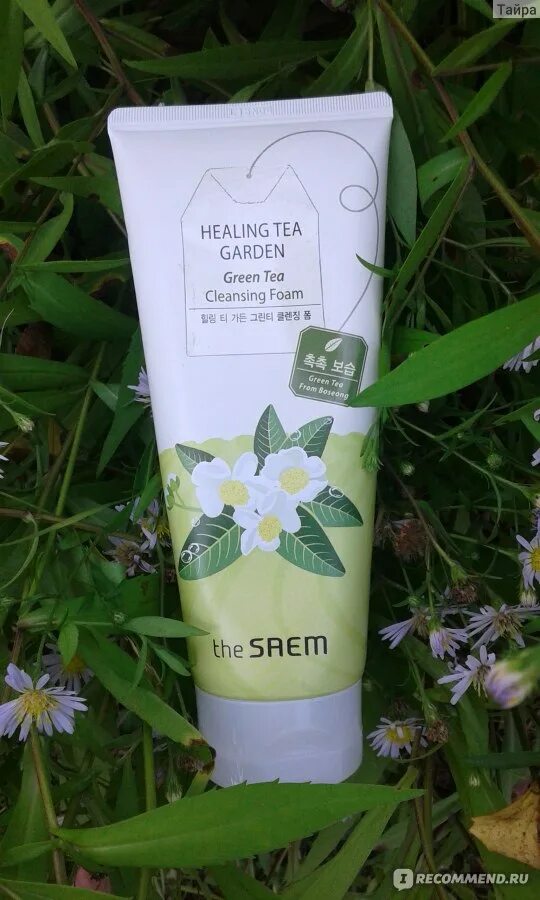 Тайра
HEALING TEA
GARDEN
Green Tea
Cleansing Foam
힐링 티 가든 그린티 클렌징 폼
촉촉 보습
Green Tea
From Boseong
the SAEM
IRECOMMEND.RU